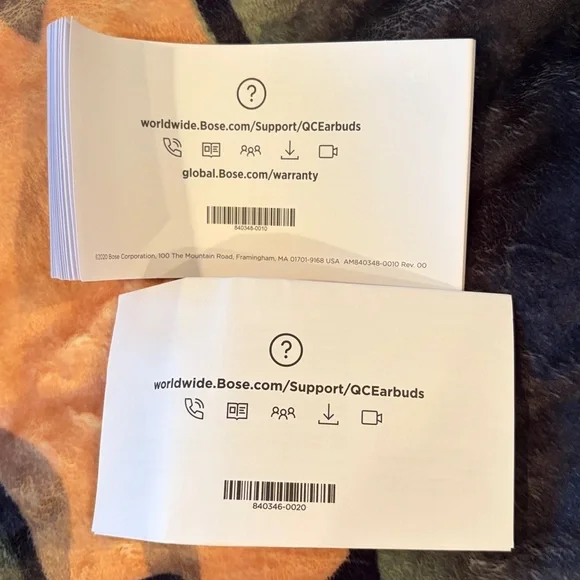 ?
worldwide.Bose.com/Support/QCEarbuds
global.Bose.com/warranty
840348-0010
©2020 Bose Corporation, 100 The Mountain Road, Framingham, MA 01701-9168 USA AM840348-0010 Rev. 00
?
worldwide.Bose.com/Support/QCEarbuds
840346-0020